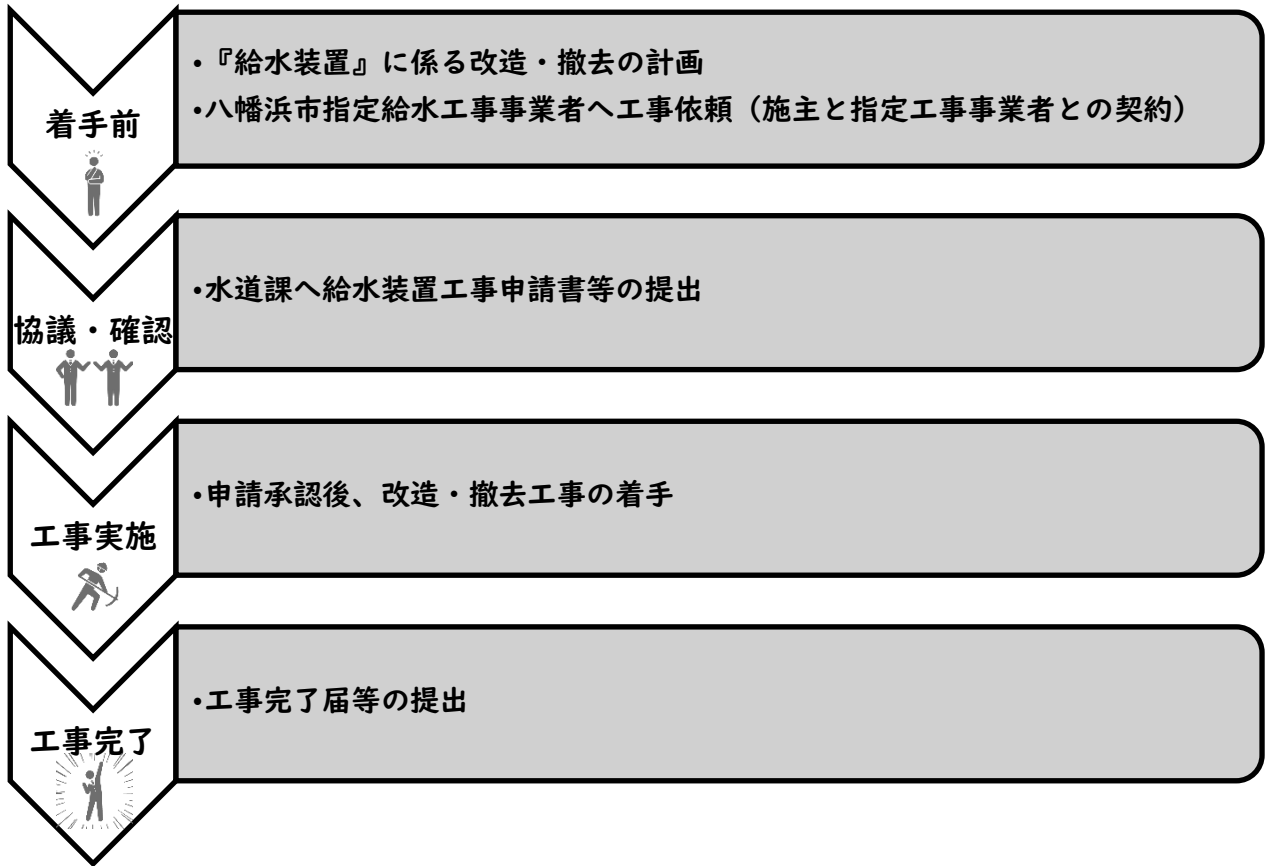 着手前
・『給水装置』に係る改造・撤去の計画
・八幡浜市指定給水工事事業者へ工事依頼（施主と指定工事事業者との契約）
協議・確認
・水道課へ給水装置工事申請書等の提出
工事実施
・申請承認後、改造・撤去工事の着手
工事完了
・工事完了届等の提出